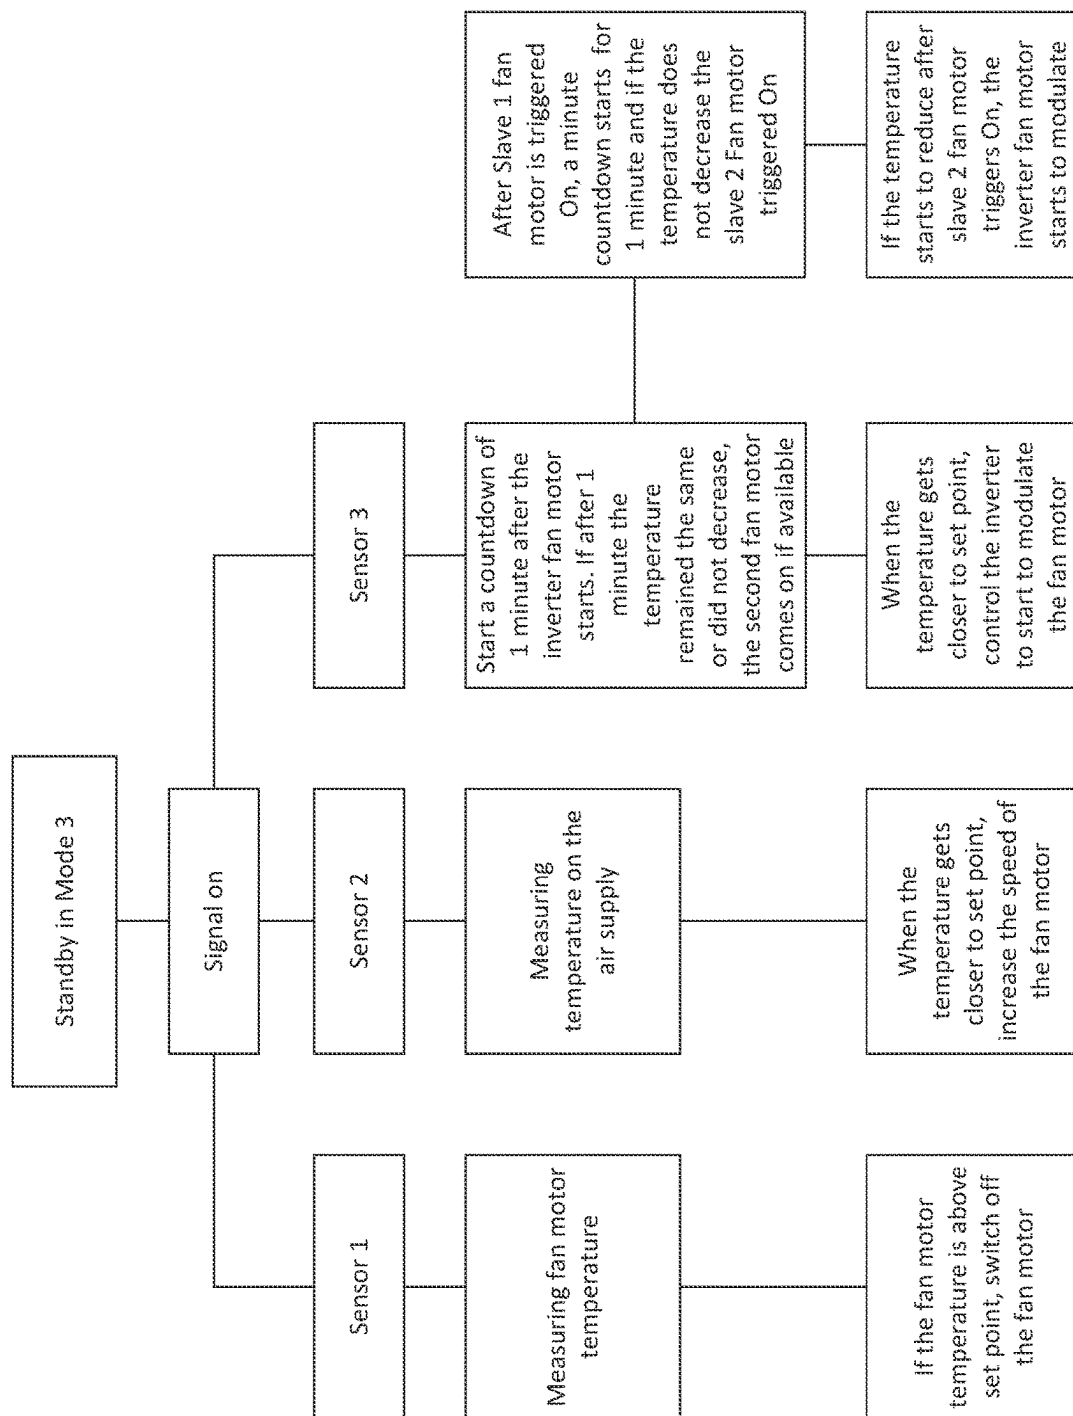 Standby in Mode 3
Signal on
Sensor 1
Sensor 2
Sensor 3
Measuring fan motor
temperature
Measuring
temperature on the
air supply
Start a countdown of
1 minute after the
inverter fan motor
starts. If after 1
minute the
temperature
remained the same
or did not decrease,
the second fan motor
comes on if available
After Slave 1 fan
motor is triggered
On, a minute
countdown starts for
1 minute and if the
temperature does
not decrease the
slave 2 Fan motor
triggered On
If the fan motor
temperature is above
set point, switch off
the fan motor
When the
temperature gets
closer to set point,
increase the speed of
the fan motor
When the
temperature gets
closer to set point,
control the inverter
to start to modulate
the fan motor
If the temperature
starts to reduce after
slave 2 fan motor
triggers On, the
inverter fan motor
starts to modulate